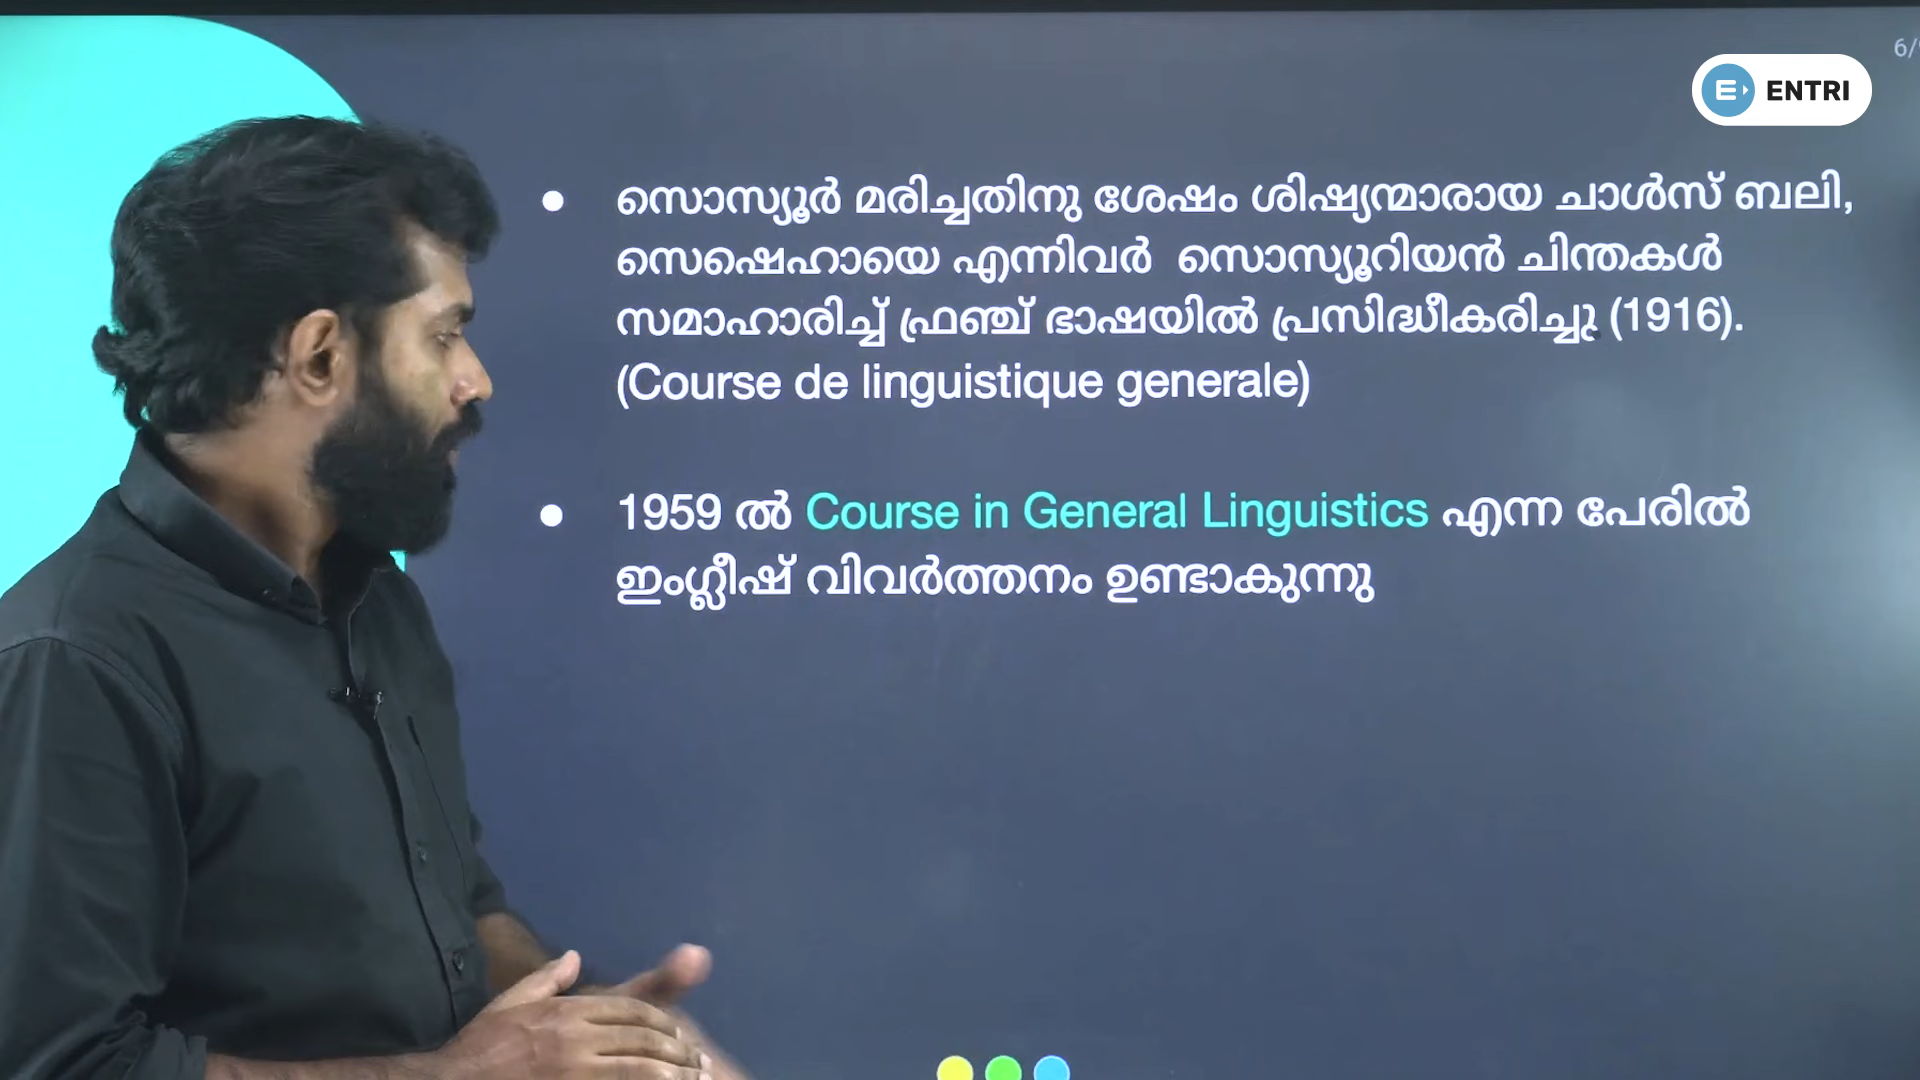 6/
ENTRI
സൊസ്യൂർ മരിച്ചതിനു ശേഷം ശിഷ്യന്മാരായ ചാൾസ് ബലി,
സെഷെഹായെ എന്നിവർ സൊസ്യൂറിയൻ ചിന്തകൾ
സമാഹാരിച്ച് ഫ്രഞ്ച് ഭാഷയിൽ പ്രസിദ്ധീകരിച്ചു (1916).
(Course de linguistique generale)
1959 ൽ Course in General Linguistics എന്ന പേരിൽ
ഇംഗ്ലീഷ് വിവർത്തനം ഉണ്ടാകുന്നു